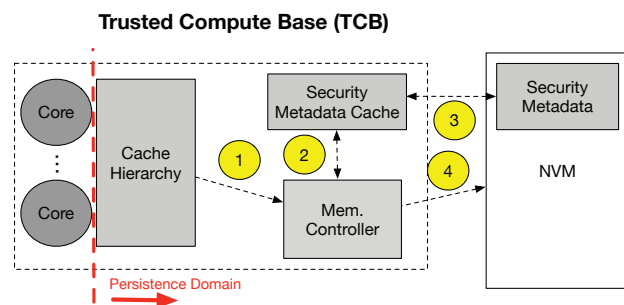 Trusted Compute Base (TCB)
Core
⋮
Core
Cache
Hierarchy
1
Security
Metadata Cache
2
Mem.
Controller
3
4
Security
Metadata
NVM
Persistence Domain